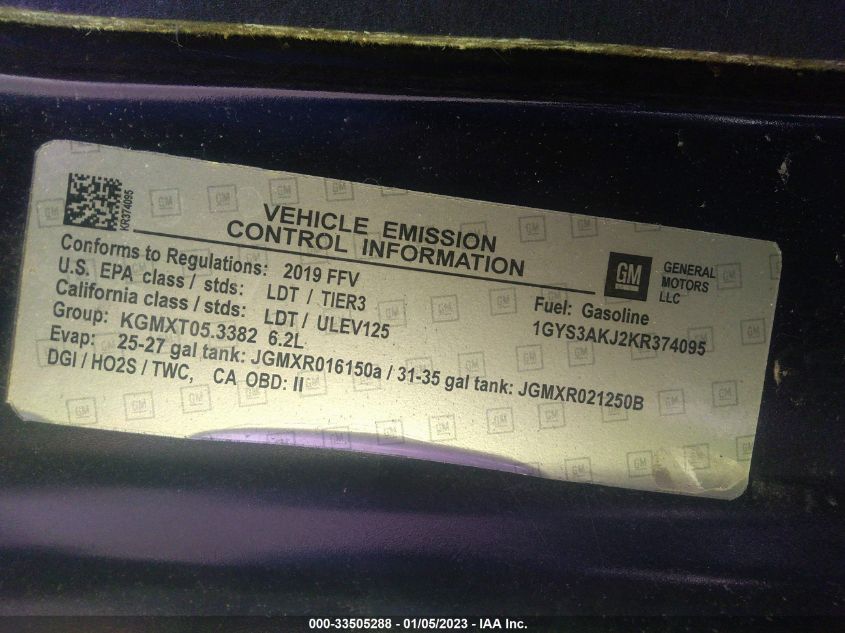 KR374095
VEHICLE EMISSION
CONTROL INFORMATION
GM
GENERAL
MOTORS
LLC
Conforms to Regulations: 2019 FFV
U.S. EPA class / stds: LDT / TIER3
California class / stds: LDT / ULEV125
Group: KGMXT05.3382 6.2L
Evap: 25-27 gal tank: JGMXR016150a / 31-35 gal tank: JGMXR021250B
DGI / HO2S / TWC, CA OBD: II
Fuel: Gasoline
1GYS3AKJ2KR374095
000-33505288 - 01/05/2023 - IAA Inc.